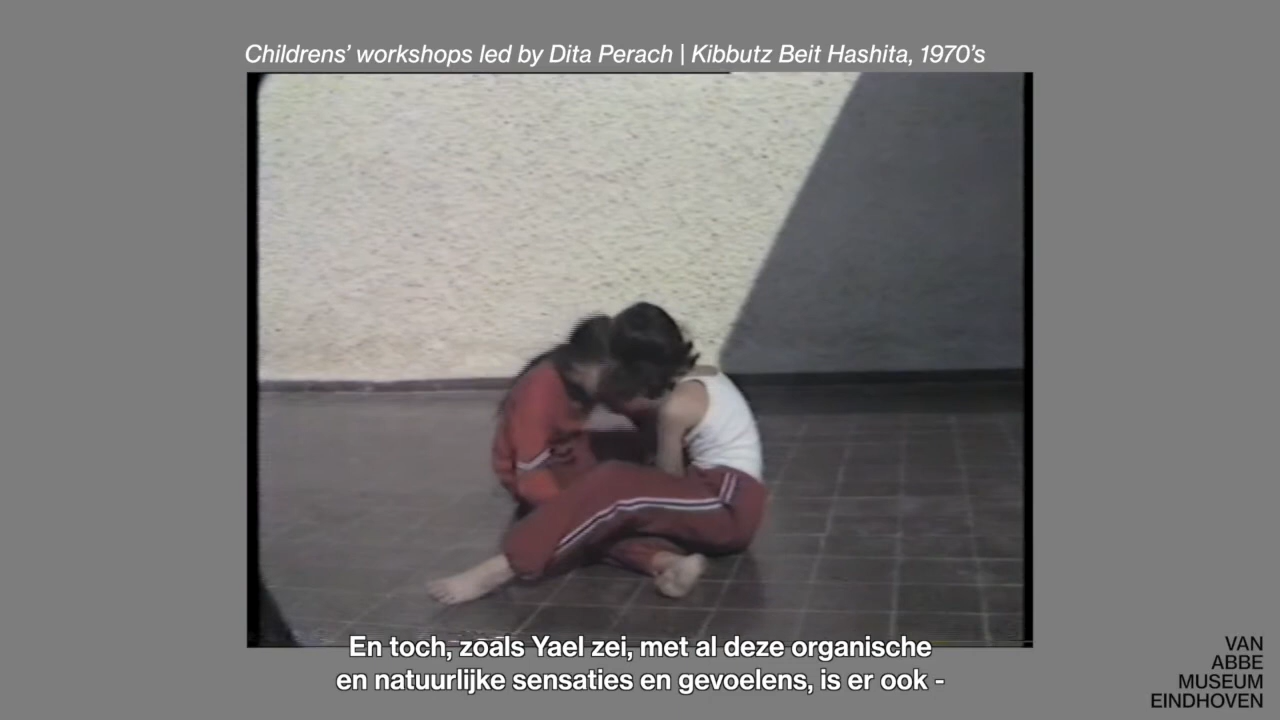 Childrens’ workshops led by Dita Perach | Kibbutz Beit Hashita, 1970’s
En toch, zoals Yael zei, met al deze organische
en natuurlijke sensaties en gevoelens, is er ook -
VAN
ABBE
MUSEUM
EINDHOVEN